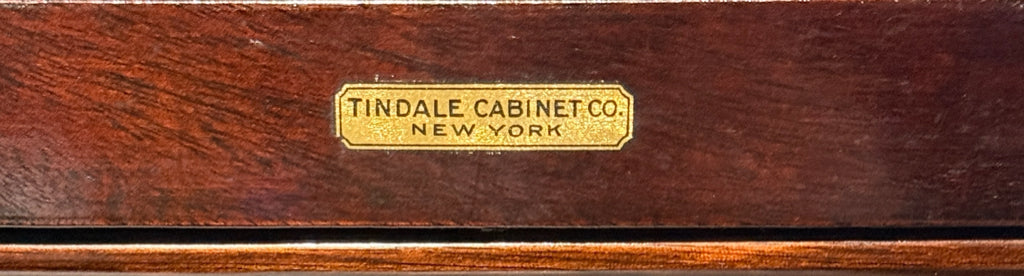 TINDALE CABINET CO.
NEW YORK